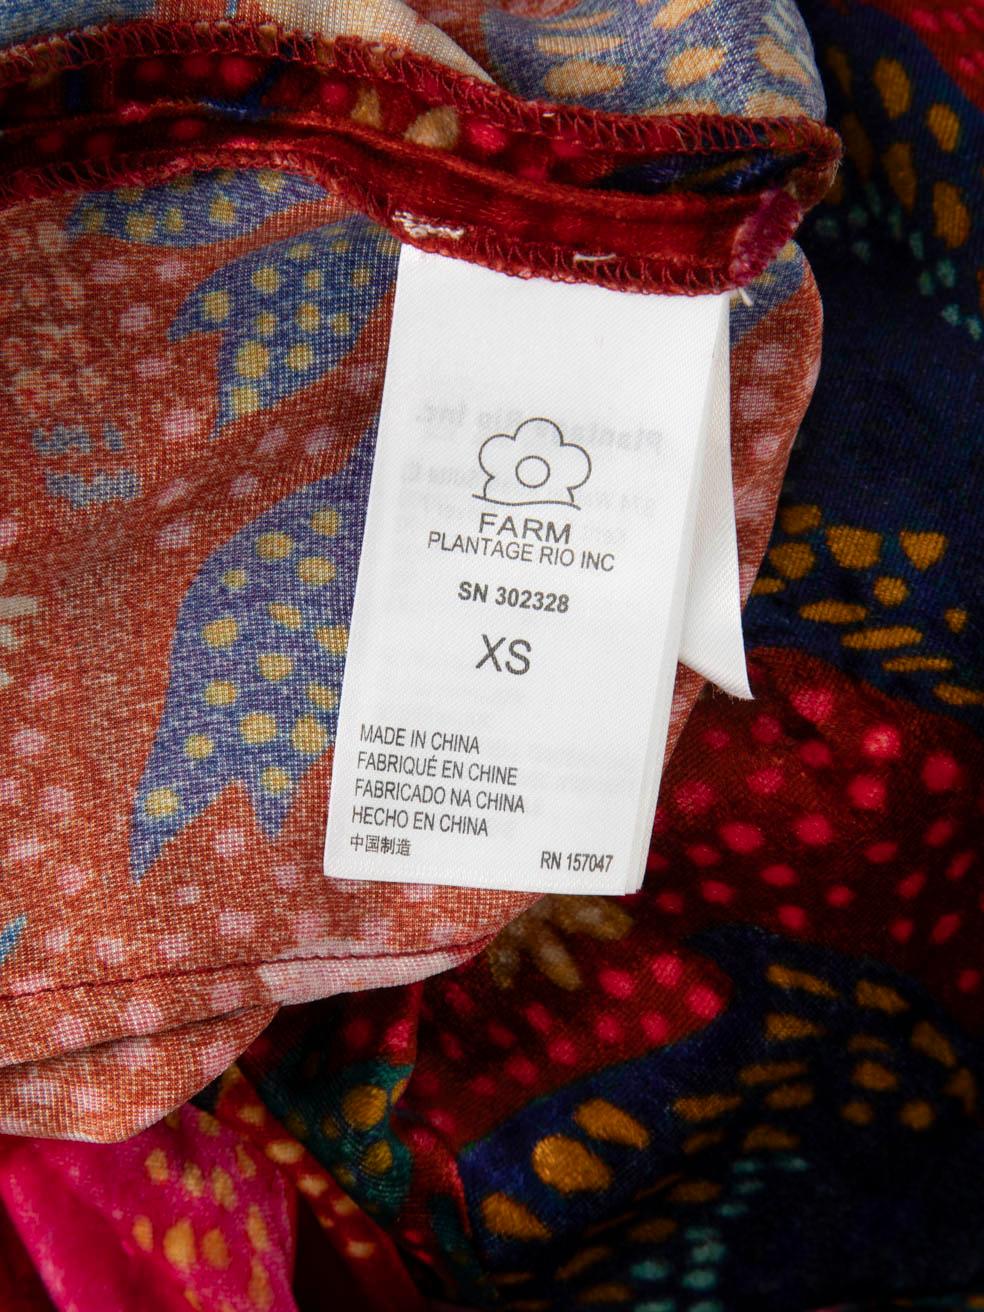 FARM
PLANTAGE RIO INC
SN 302328
XS
MADE IN CHINA
FABRIQUÉ EN CHINE
FABRICADO NA CHINA
HECHO EN CHINA
中国制造
RN 157047